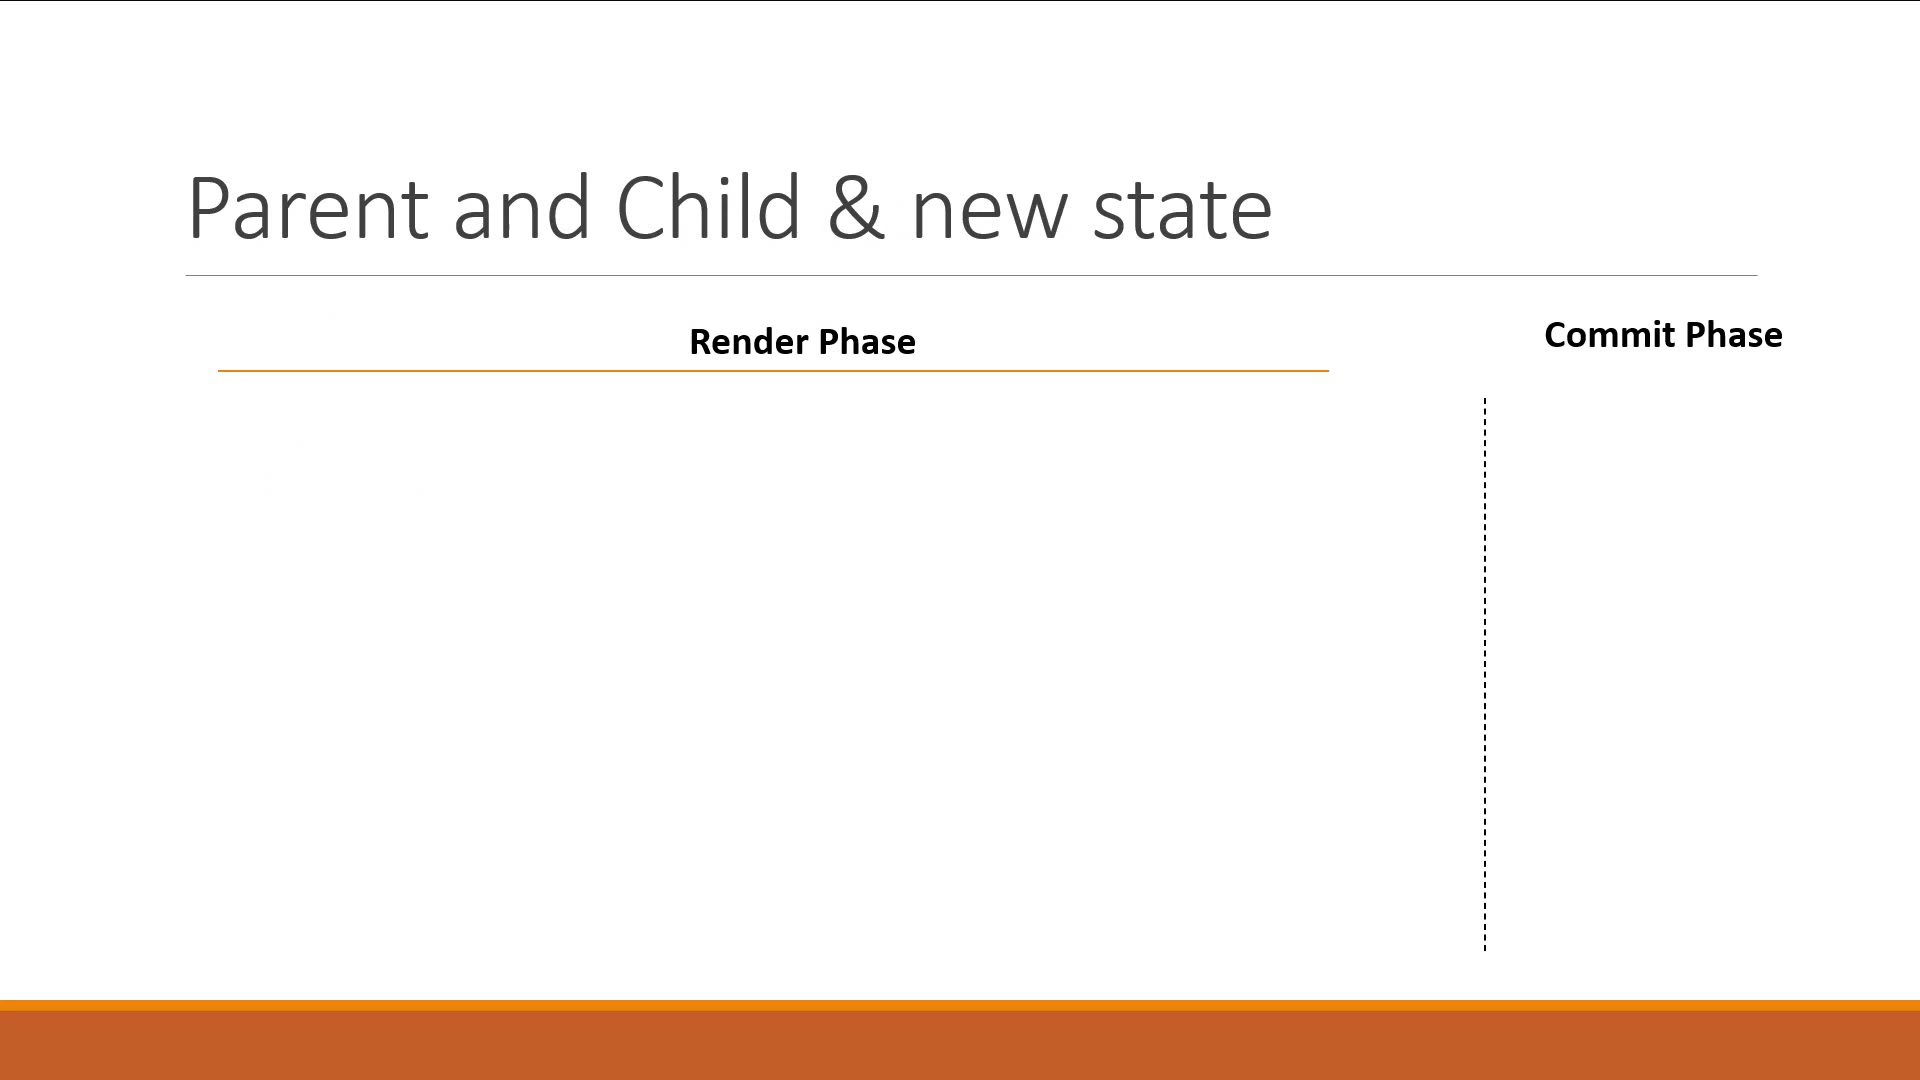 Parent and Child & new state
Render Phase
Commit Phase